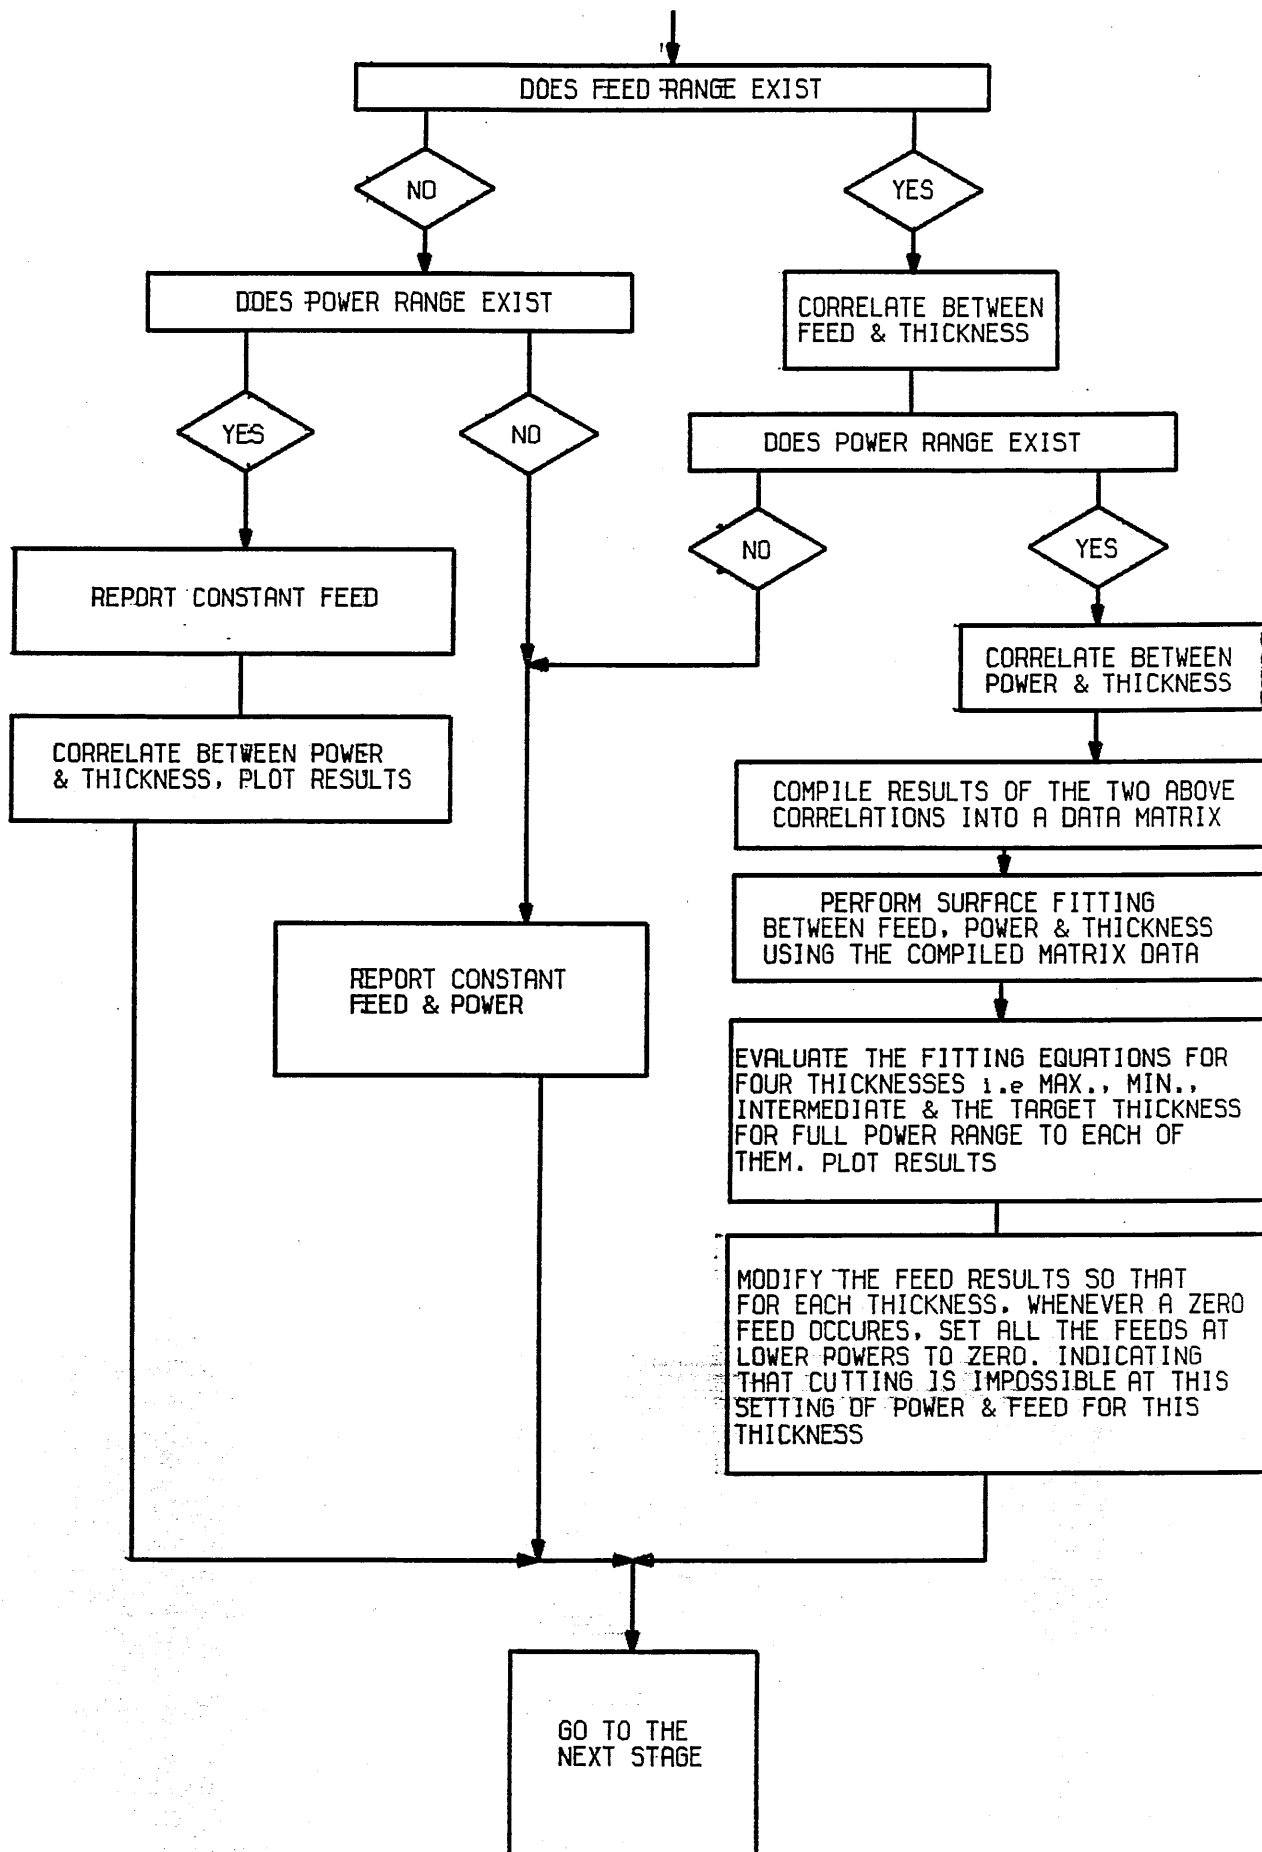 DOES FEED RANGE EXIST
NO
YES
DOES POWER RANGE EXIST
CORRELATE BETWEEN
FEED & THICKNESS
YES
NO
DOES POWER RANGE EXIST
NO
YES
REPORT CONSTANT FEED
CORRELATE BETWEEN
POWER & THICKNESS
CORRELATE BETWEEN POWER
& THICKNESS, PLOT RESULTS
COMPILE RESULTS OF THE TWO ABOVE
CORRELATIONS INTO A DATA MATRIX
PERFORM SURFACE FITTING
BETWEEN FEED, POWER & THICKNESS
USING THE COMPILED MATRIX DATA
REPORT CONSTANT
FEED & POWER
EVALUATE THE FITTING EQUATIONS FOR
FOUR THICKNESSES i.e MAX., MIN.,
INTERMEDIATE & THE TARGET THICKNESS
FOR FULL POWER RANGE TO EACH OF
THEM. PLOT RESULTS
MODIFY THE FEED RESULTS SO THAT
FOR EACH THICKNESS, WHENEVER A ZERO
FEED OCCURES, SET ALL THE FEEDS AT
LOWER POWERS TO ZERO. INDICATING
THAT CUTTING IS IMPOSSIBLE AT THIS
SETTING OF POWER & FEED FOR THIS
THICKNESS
GO TO THE
NEXT STAGE